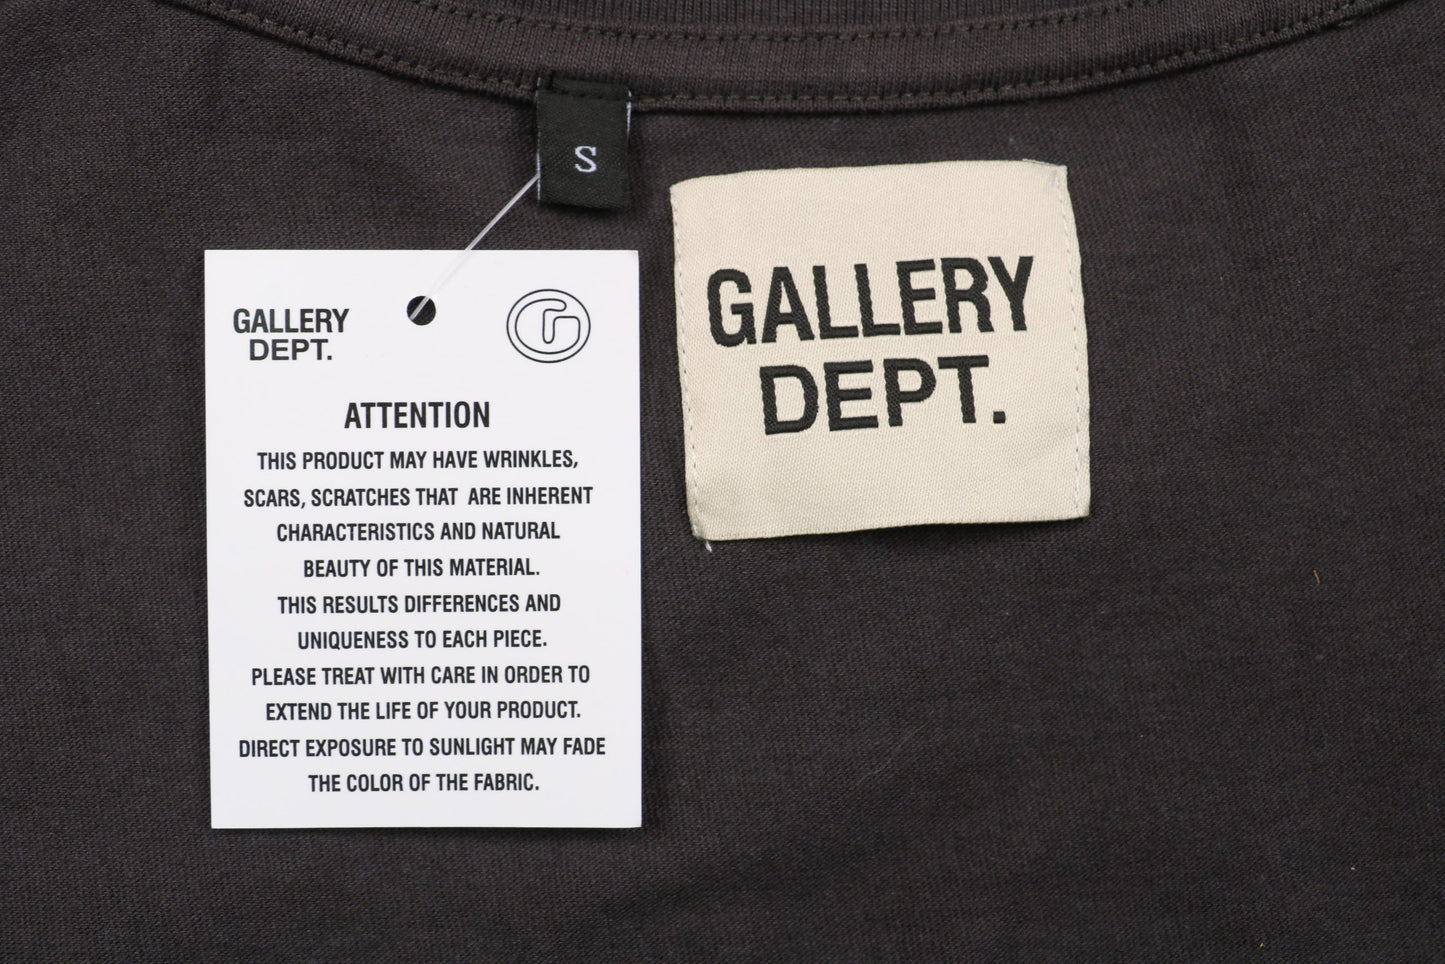 S
GALLERY
DEPT.
ATTENTION
THIS PRODUCT MAY HAVE WRINKLES,
SCARS, SCRATCHES THAT ARE INHERENT
CHARACTERISTICS AND NATURAL
BEAUTY OF THIS MATERIAL.
THIS RESULTS DIFFERENCES AND
UNIQUENESS TO EACH PIECE.
PLEASE TREAT WITH CARE IN ORDER TO
EXTEND THE LIFE OF YOUR PRODUCT.
DIRECT EXPOSURE TO SUNLIGHT MAY FADE
THE COLOR OF THE FABRIC.
GALLERY
DEPT.